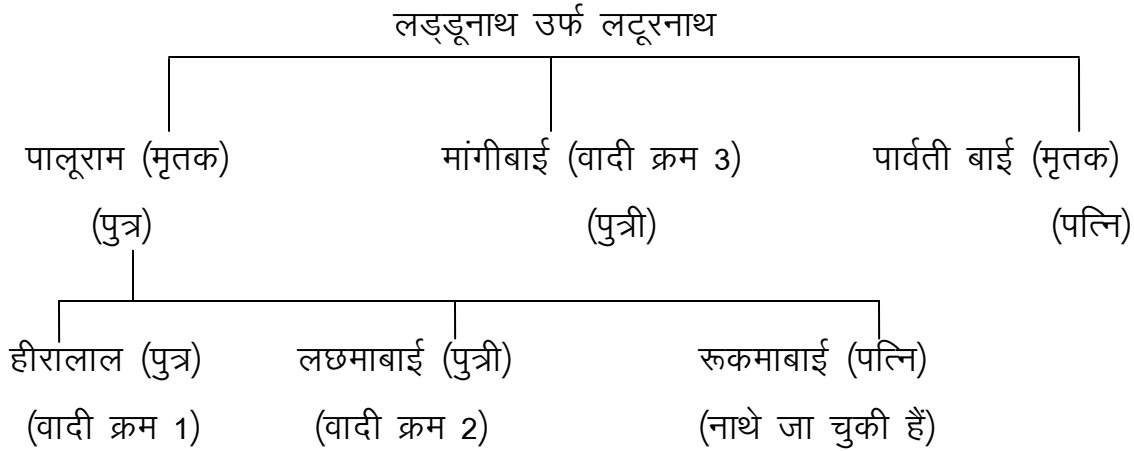 लड्डूनाथ उर्फ लटूरनाथ
पालूराम (मृतक) मांगीबाई (वादी क्रम 3) पार्वती बाई (मृतक)
(पुत्र) (पुत्री) (पत्नि)
हीरालाल (पुत्र) लछमाबाई (पुत्री) रूकमाबाई (पत्नि)
(वादी क्रम 1) (वादी क्रम 2) (नाथे जा चुकी हैं)